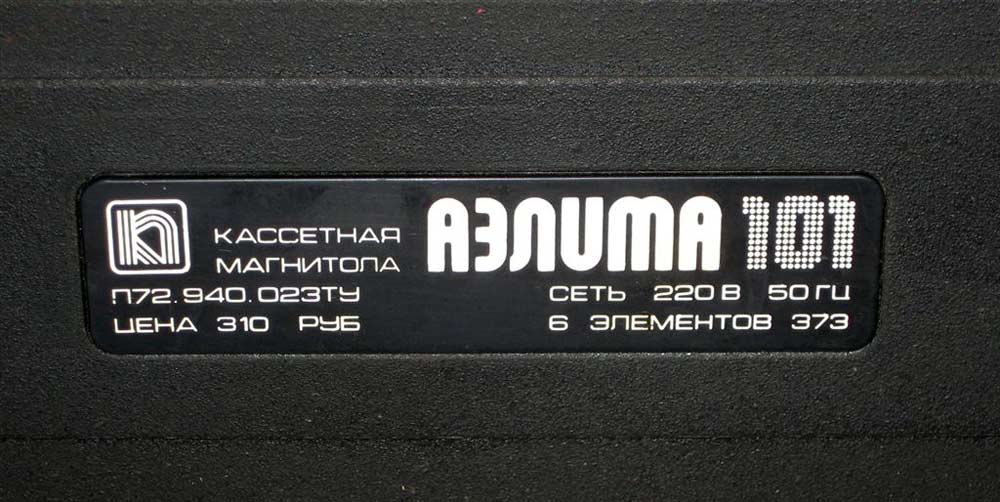 КАССЕТНАЯ
МАГНИТОЛА
АЭЛИТА 101
П72.940.023ТУ
СЕТЬ 220 В 50 ГЦ
ЦЕНА 310 РУБ
6 ЭЛЕМЕНТОВ 373